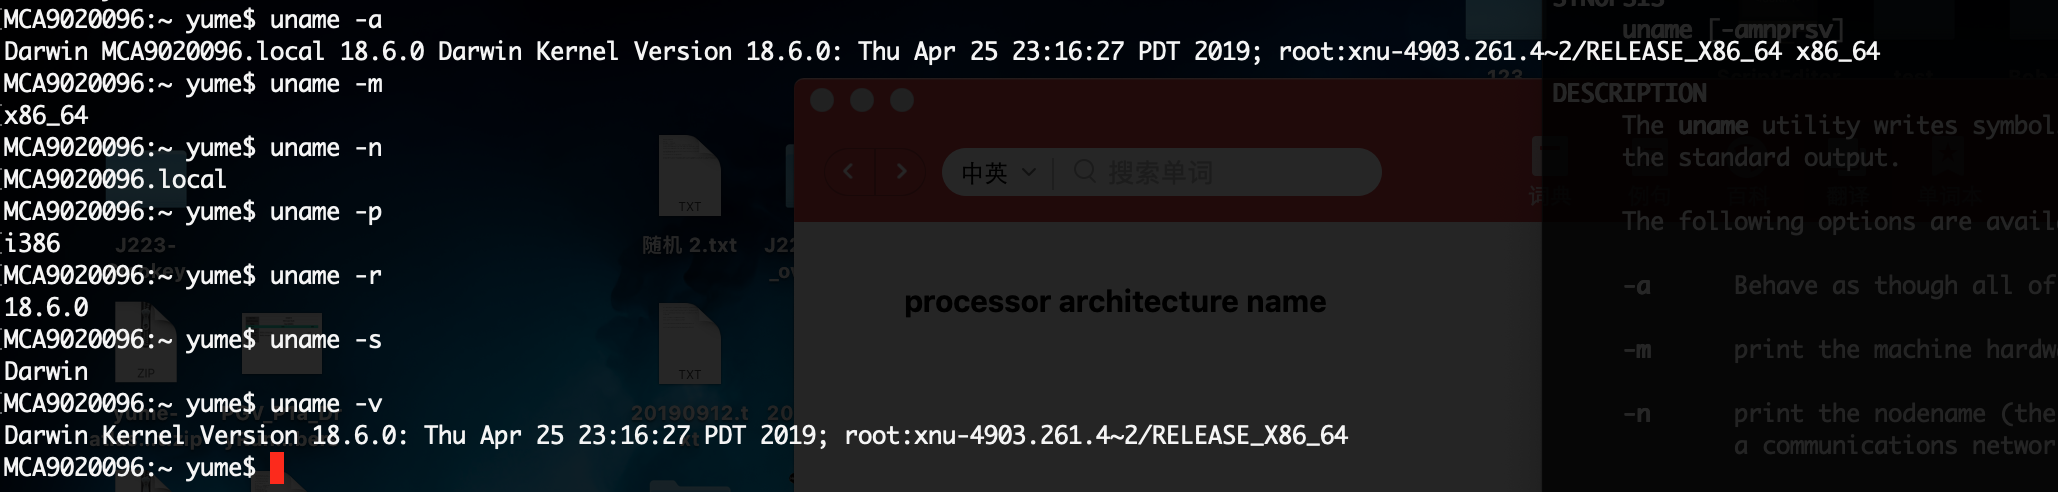 MCA9020096:~ yume$ uname -a
Darwin MCA9020096.local 18.6.0 Darwin Kernel Version 18.6.0: Thu Apr 25 23:16:27 PDT 2019; root:xnu-4903.261.4~2/RELEASE_X86_64 x86_64
MCA9020096:~ yume$ uname -m
x86_64
MCA9020096:~ yume$ uname -n
MCA9020096.local
MCA9020096:~ yume$ uname -p
i386
MCA9020096:~ yume$ uname -r
18.6.0
MCA9020096:~ yume$ uname -s
Darwin
MCA9020096:~ yume$ uname -v
Darwin Kernel Version 18.6.0: Thu Apr 25 23:16:27 PDT 2019; root:xnu-4903.261.4~2/RELEASE_X86_64
MCA9020096:~ yume$
J223-
TXT
随机 2.txt
ZIP
TXT
20190912.t
中英
搜索单词
processor architecture name
SYNOPSIS
uname [-amnprsv]
DESCRIPTION
The uname utility writes symbol
the standard output.
The following options are avail
-a Behave as though all of
-m print the machine hardw
-n print the nodename (the
a communications networ